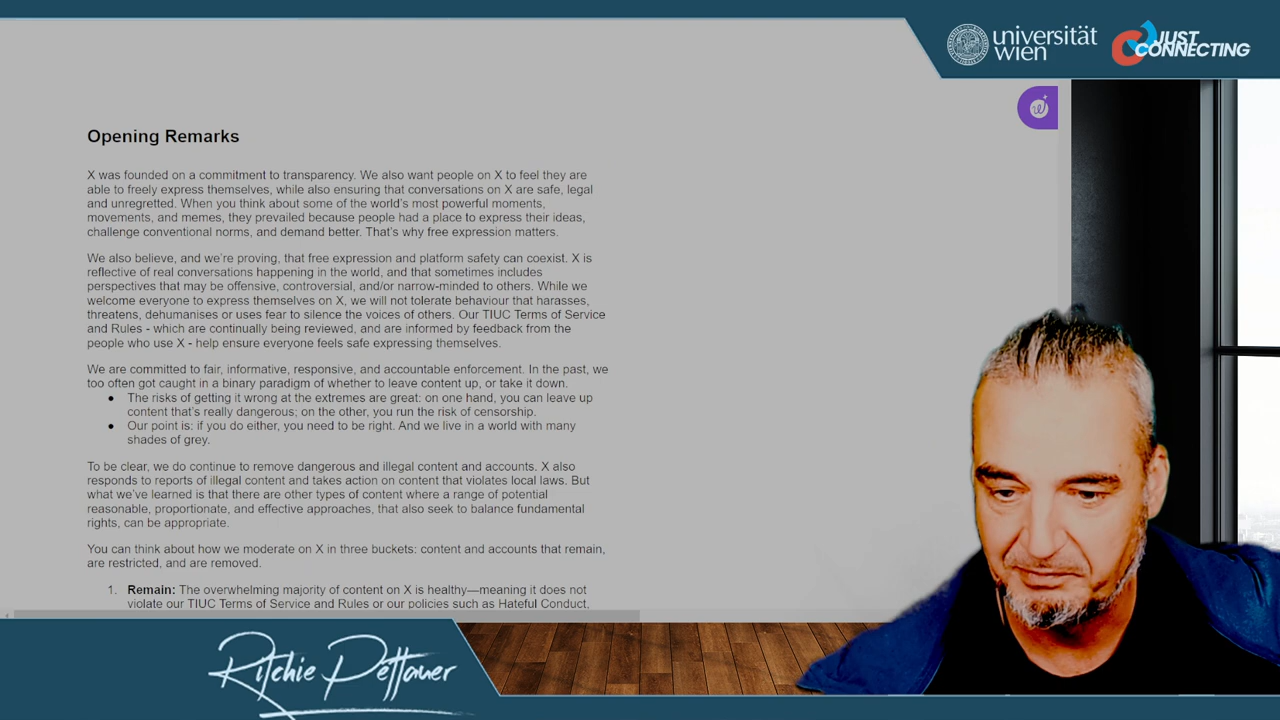 universität
wien
JUST
CONNECTING
Opening Remarks
X was founded on a commitment to transparency. We also want people on X to feel they are
able to freely express themselves, while also ensuring that conversations on X are safe, legal
and unregretted. When you think about some of the world's most powerful moments,
movements, and memes, they prevailed because people had a place to express their ideas,
challenge conventional norms, and demand better. That's why free expression matters.
We also believe, and we're proving, that free expression and platform safety can coexist. X is
reflective of real conversations happening in the world, and that sometimes includes
perspectives that may be offensive, controversial, and/or narrow-minded to others. While we
welcome everyone to express themselves on X, we will not tolerate behaviour that harasses,
threatens, dehumanises or uses fear to silence the voices of others. Our TIUC Terms of Service
and Rules - which are continually being reviewed, and are informed by feedback from the
people who use X - help ensure everyone feels safe expressing themselves.
We are committed to fair, informative, responsive, and accountable enforcement. In the past, we
too often got caught in a binary paradigm of whether to leave content up, or take it down.
● The risks of getting it wrong at the extremes are great: on one hand, you can leave up
content that's really dangerous; on the other, you run the risk of censorship.
● Our point is: if you do either, you need to be right. And we live in a world with many
shades of grey.
To be clear, we do continue to remove dangerous and illegal content and accounts. X also
responds to reports of illegal content and takes action on content that violates local laws. But
what we've learned is that there are other types of content where a range of potential
reasonable, proportionate, and effective approaches, that also seek to balance fundamental
rights, can be appropriate.
You can think about how we moderate on X in three buckets: content and accounts that remain,
are restricted, and are removed.
1. Remain: The overwhelming majority of content on X is healthy—meaning it does not
violate our TIUC Terms of Service and Rules or our policies such as Hateful Conduct,
Ritchie Pettauer